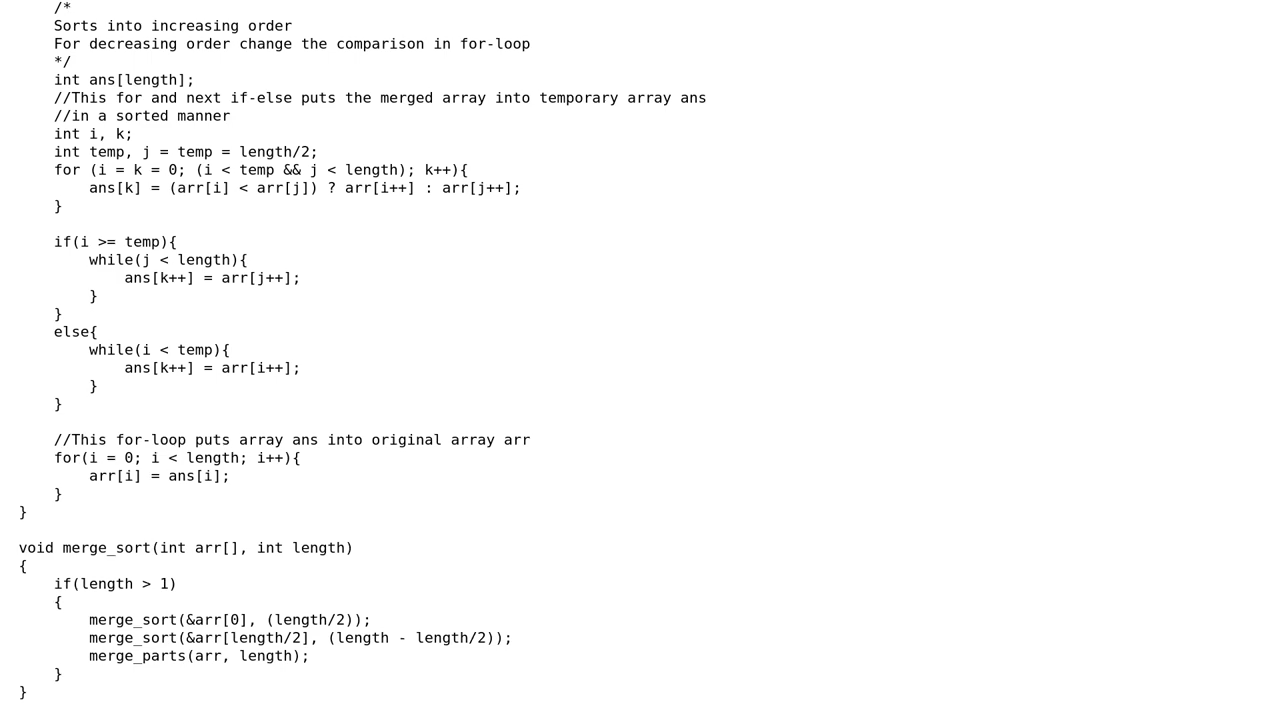 /*
    Sorts into increasing order
    For decreasing order change the comparison in for-loop
    */
    int ans[length];
    //This for and next if-else puts the merged array into temporary array ans
    //in a sorted manner
    int i, k;
    int temp, j = temp = length/2;
    for (i = k = 0; (i < temp && j < length); k++){
        ans[k] = (arr[i] < arr[j]) ? arr[i++] : arr[j++];
    }

    if(i >= temp){
        while(j < length){
            ans[k++] = arr[j++];
        }
    }
    else{
        while(i < temp){
            ans[k++] = arr[i++];
        }
    }

    //This for-loop puts array ans into original array arr
    for(i = 0; i < length; i++){
        arr[i] = ans[i];
    }
}

void merge_sort(int arr[], int length)
{
    if(length > 1)
    {
        merge_sort(&arr[0], (length/2));
        merge_sort(&arr[length/2], (length - length/2));
        merge_parts(arr, length);
    }
}